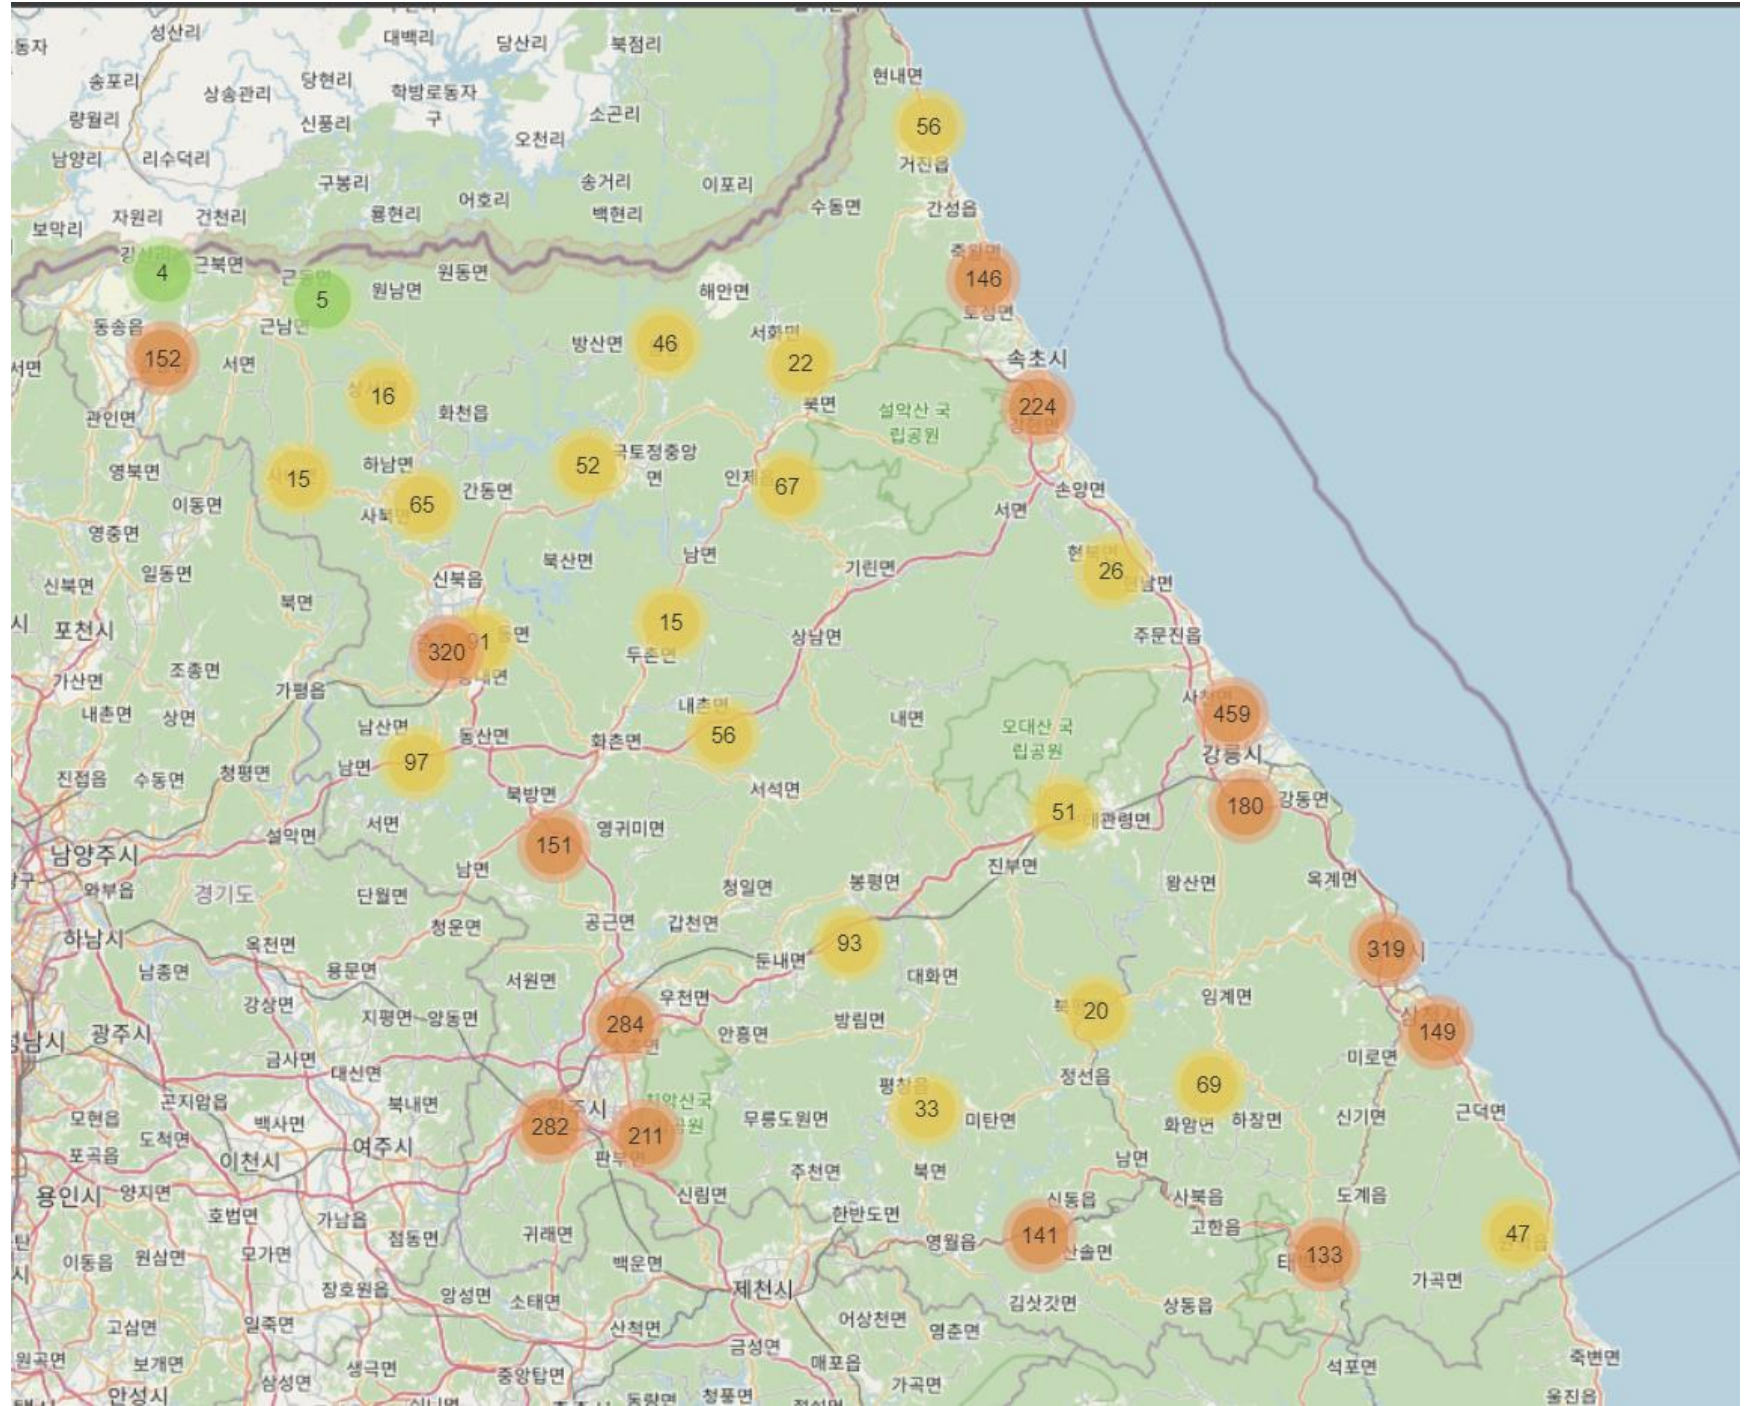 성산리
대백리
당산리
북점리
동자
현내면
송포리
당현리
상송관리
학방로동자
구
량월리
신풍리
소곤리
56
오천리
남양리
리수덕리
거진읍
구봉리
송거리
이포리
어호리
수동면
간성읍
자원리
건천리
룡현리
백현리
보막리
죽왕면
4
근북면
원동면
146
5
원남면
해안면
토성면
동송읍
근남면
서화면
방산면
46
속초시
152
서면
22
서면
16
북면
224
화천읍
설악산 국
립공원
관인면
영북면
하남면
52
국토정중앙
면
15
인제읍
67
간동면
손양면
65
이동면
서면
영중면
남면
북산면
기린면
26
일동면
신북읍
신북면
북면
15
포천시
상남면
주문진읍
320
91
두촌면
조종면
가산면
가평읍
내촌면
459
내촌면
상면
내면
남산면
동산면
56
화촌면
오대산 국
립공원
강릉시
97
남면
진접읍
수동면
청평면
북방면
서석면
강동면
180
51
대관령면
서면
영귀미면
설악면
151
남양주시
남면
진부면
와부읍
경기도
단월면
청일면
봉평면
왕산면
옥계면
청운면
공근면
갑천면
하남시
옥천면
93
319
남종면
용문면
서원면
둔내면
대화면
강상면
우천면
임계면
20
지평면
양동면
284
안흥면
방림면
149
광주시
소초면
금사면
대신면
미로면
정선읍
69
곤지암읍
북내면
평창읍
모현읍
백사면
33
무릉도원면
미탄면
화암면
하장면
신기면
근덕면
282
211
도척면
포곡읍
이천시
여주시
판부면
주천면
북면
남면
용인시
양지면
신림면
신동읍
사북읍
도계읍
호법면
가남읍
한반도면
고한읍
점동면
귀래면
141
47
영월읍
산솔면
133
이동읍
원삼면
모가면
백운면
가곡면
장호원읍
앙성면
소태면
제천시
김삿갓면
상동읍
고삼면
일죽면
산척면
어상천면
영춘면
금성면
원곡면
보개면
생극면
중앙탑면
매포읍
석포면
죽변면
삼성면
가곡면
안성시
청풍면
울진읍